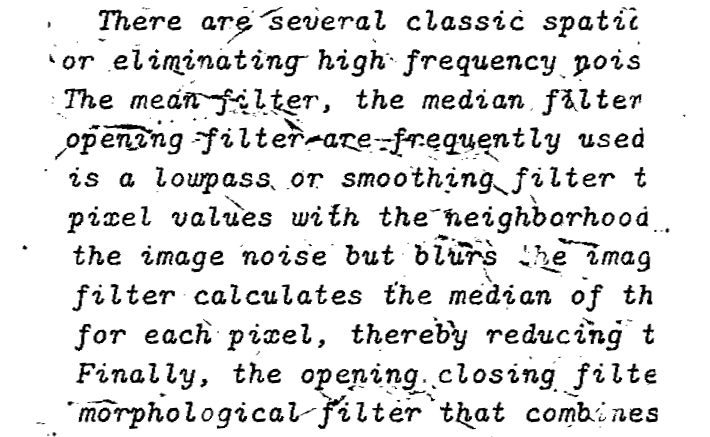 There are several classic spati
or eliminating high frequency nois
The mean filter, the median filter
opening filter are frequently used
is a lowpass or smoothing filter t
pixel values with the neighborhood
the image noise but blurs the imag
filter calculates the median of th
for each pixel, thereby reducing t
Finally, the opening closing filte
morphological filter that combines